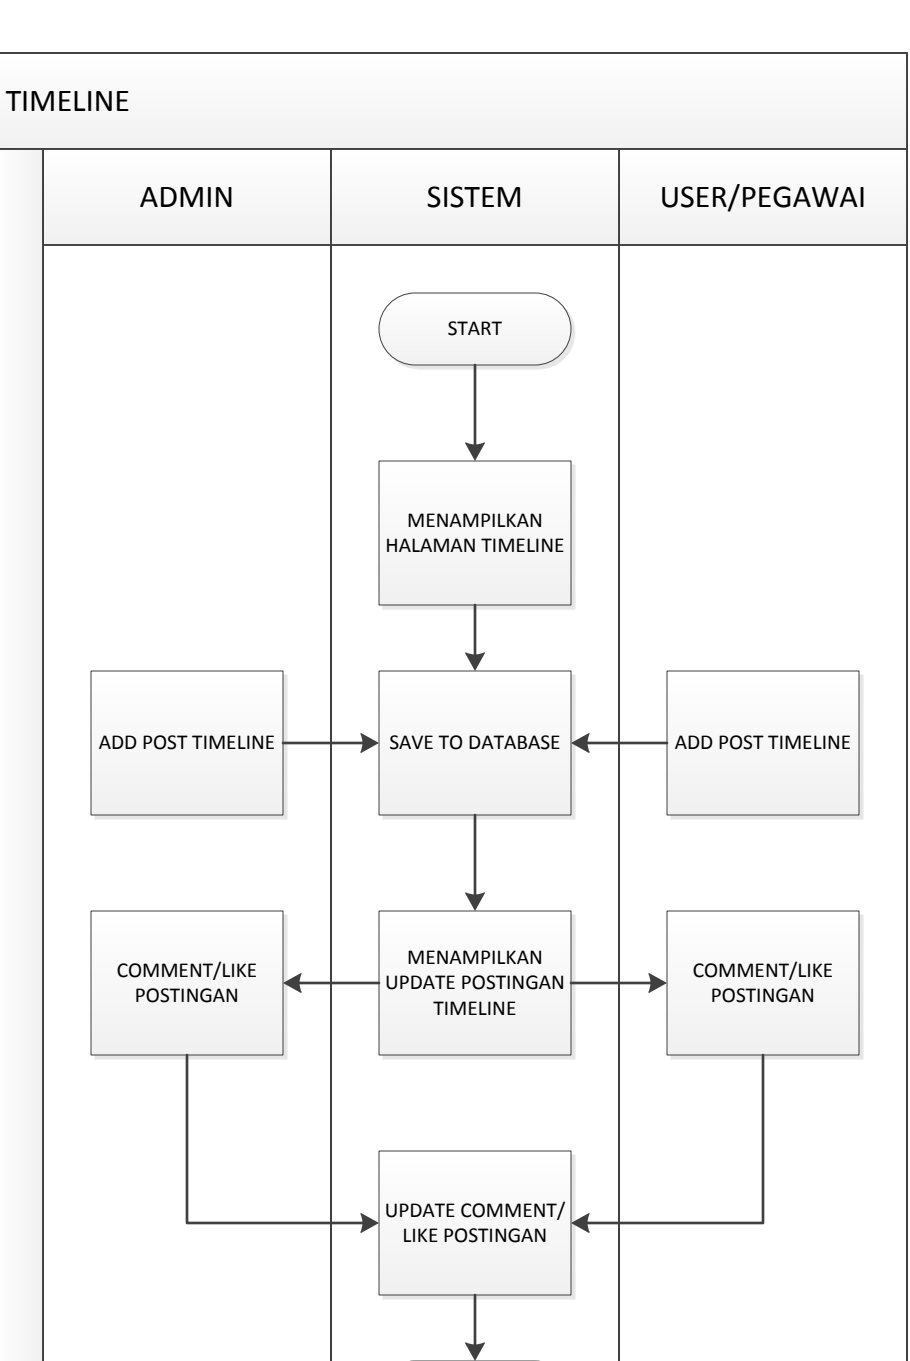 TIMELINE
ADMIN
SISTEM
USER/PEGAWAI
START
MENAMPILKAN
HALAMAN TIMELINE
ADD POST TIMELINE
SAVE TO DATABASE
ADD POST TIMELINE
COMMENT/LIKE
POSTINGAN
MENAMPILKAN
UPDATE POSTINGAN
TIMELINE
COMMENT/LIKE
POSTINGAN
UPDATE COMMENT/
LIKE POSTINGAN